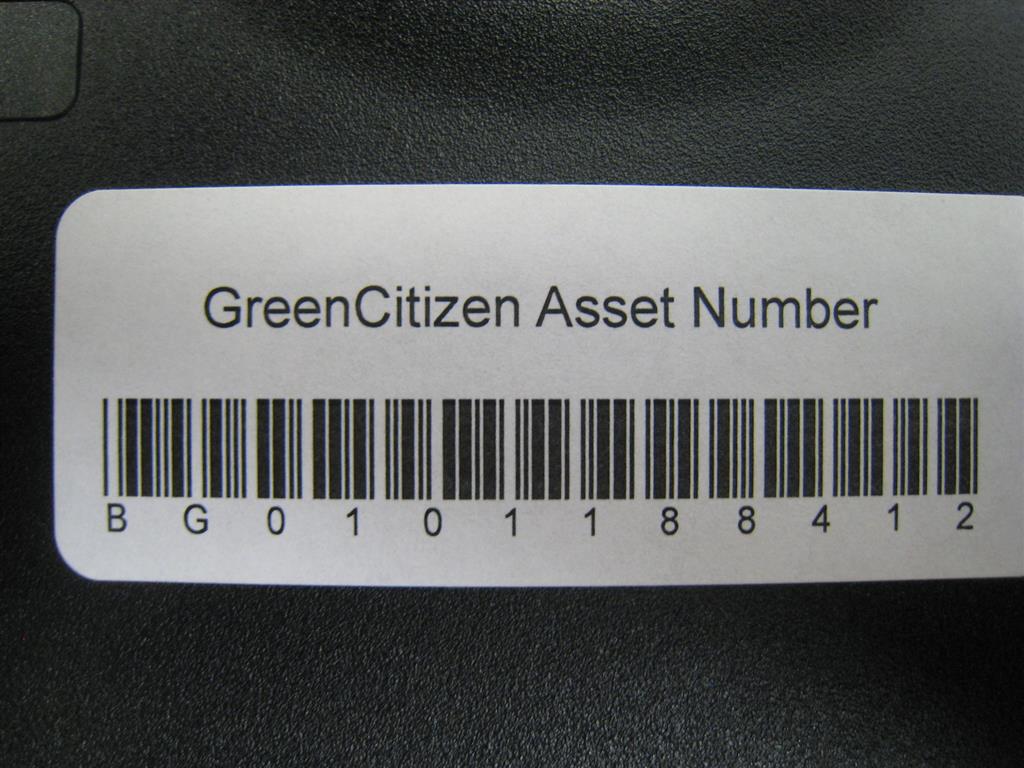 GreenCitizen Asset Number
B G 0 1 0 1 1 8 8 4 1 2